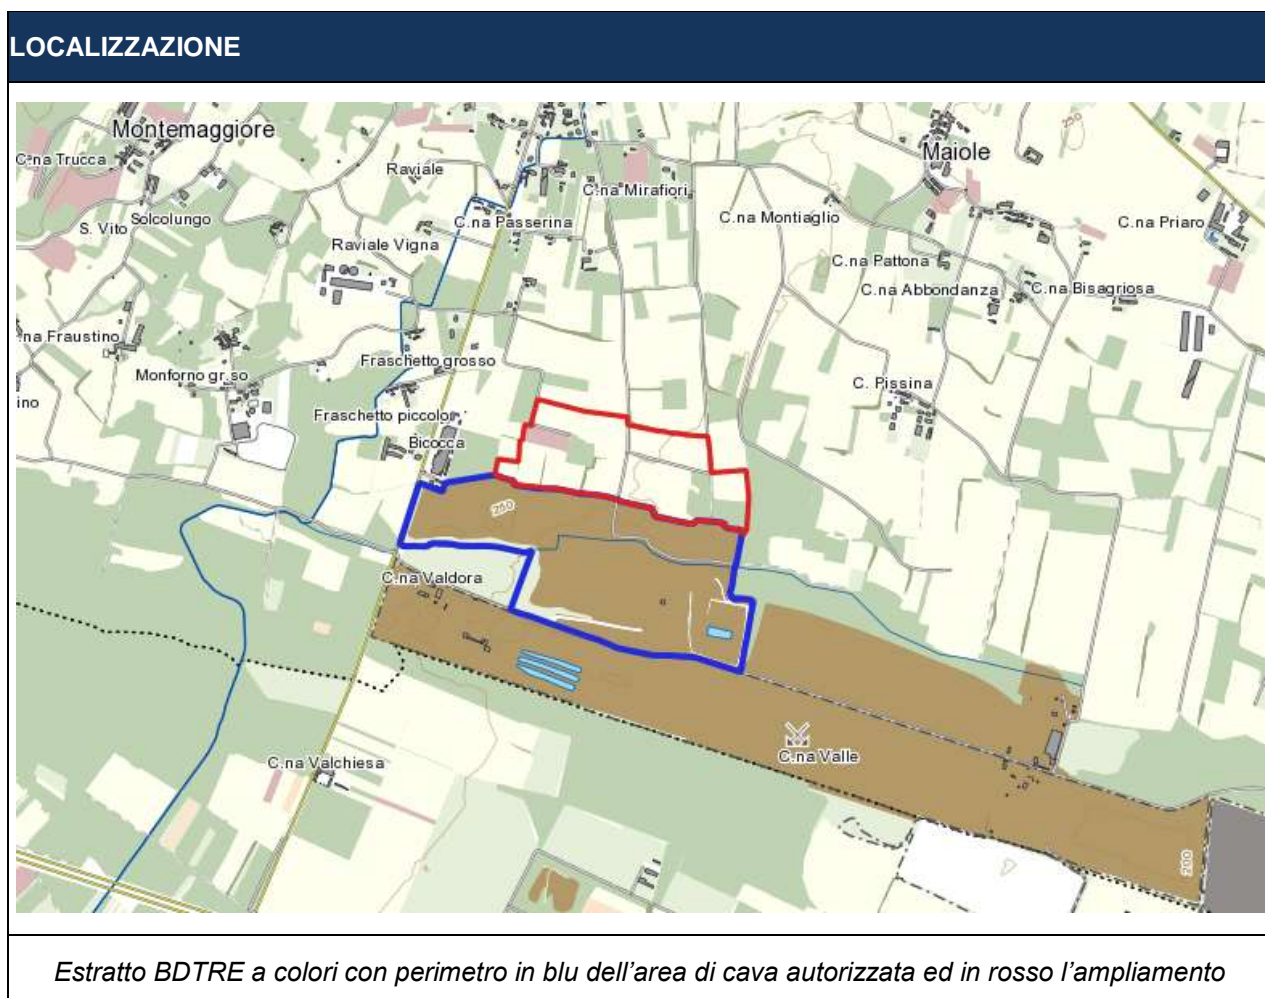 LOCALIZZAZIONE
Montemaggiore
C.na Trucca
Raviale
C.na Mirafiori
Maiole
250
S. Vito
Solcolungo
C.na Passerina
C.na Montiaglio
C.na Priaro
Raviale Vigna
C.na Pattona
C.na Abbondanza
C.na Bisagriosa
.na Fraustino
Fraschetto grosso
Monforno gr.so
C. Pissina
ino
Fraschetto piccolo
Bicocca
250
C.na Valdora
C.na Valchiesa
C.na Valle
200
Estratto BDTRE a colori con perimetro in blu dell'area di cava autorizzata ed in rosso l'ampliamento